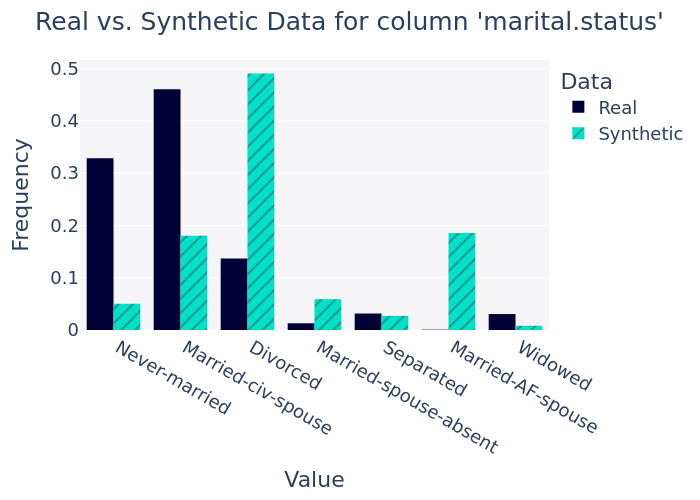 Real vs. Synthetic Data for column 'marital.status'
Data
Real
Synthetic
Frequency
0.5
0.4
0.3
0.2
0.1
0
Never-married
Married-civ-spouse
Divorced
Married-spouse-absent
Separated
Married-AF-spouse
Widowed
Value